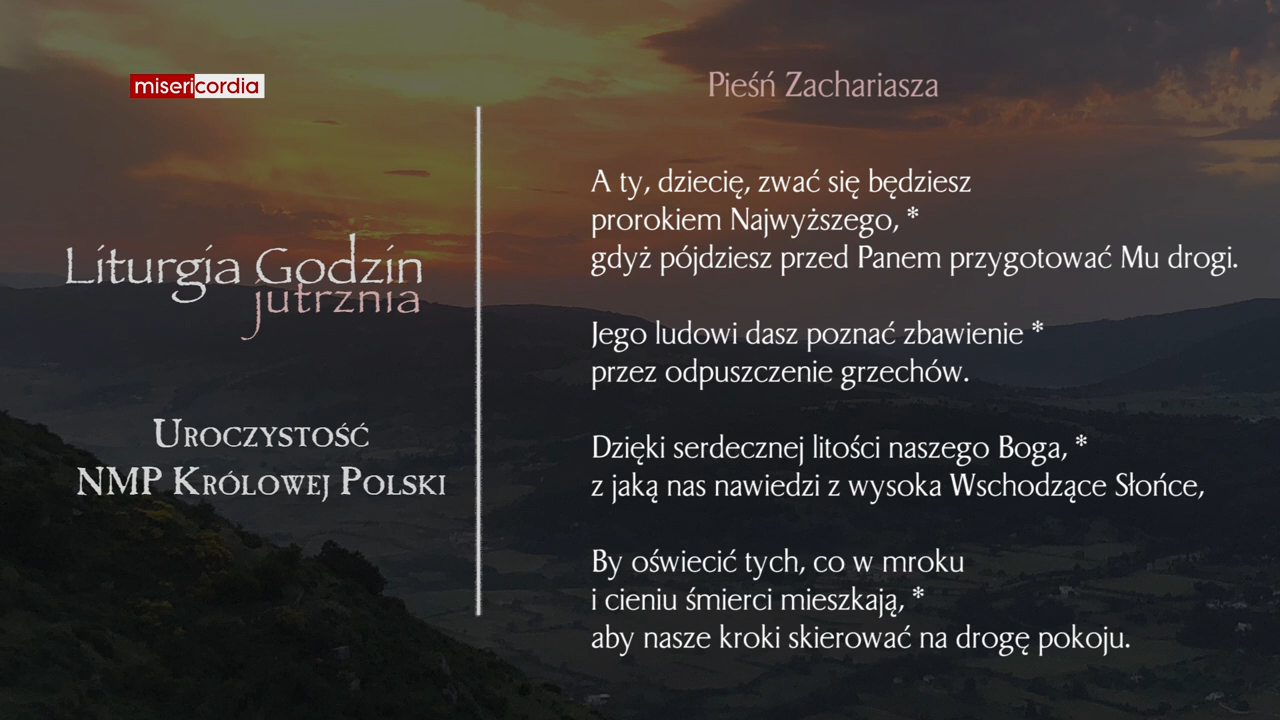 misericordia
Liturgia Godzin
jutrznia
Uroczystość
NMP Królowej Polski
Pieśń Zachariasza
A ty, dziecię, zwać się będziesz
prorokiem Najwyższego, *
gdyż pójdziesz przed Panem przygotować Mu drogi.
Jego ludowi dasz poznać zbawienie *
przez odpuszczenie grzechów.
Dzięki serdecznej litości naszego Boga, *
z jaką nas nawiedzi z wysoka Wschodzące Słońce,
By oświecić tych, co w mroku
i cieniu śmierci mieszkają, *
aby nasze kroki skierować na drogę pokoju.